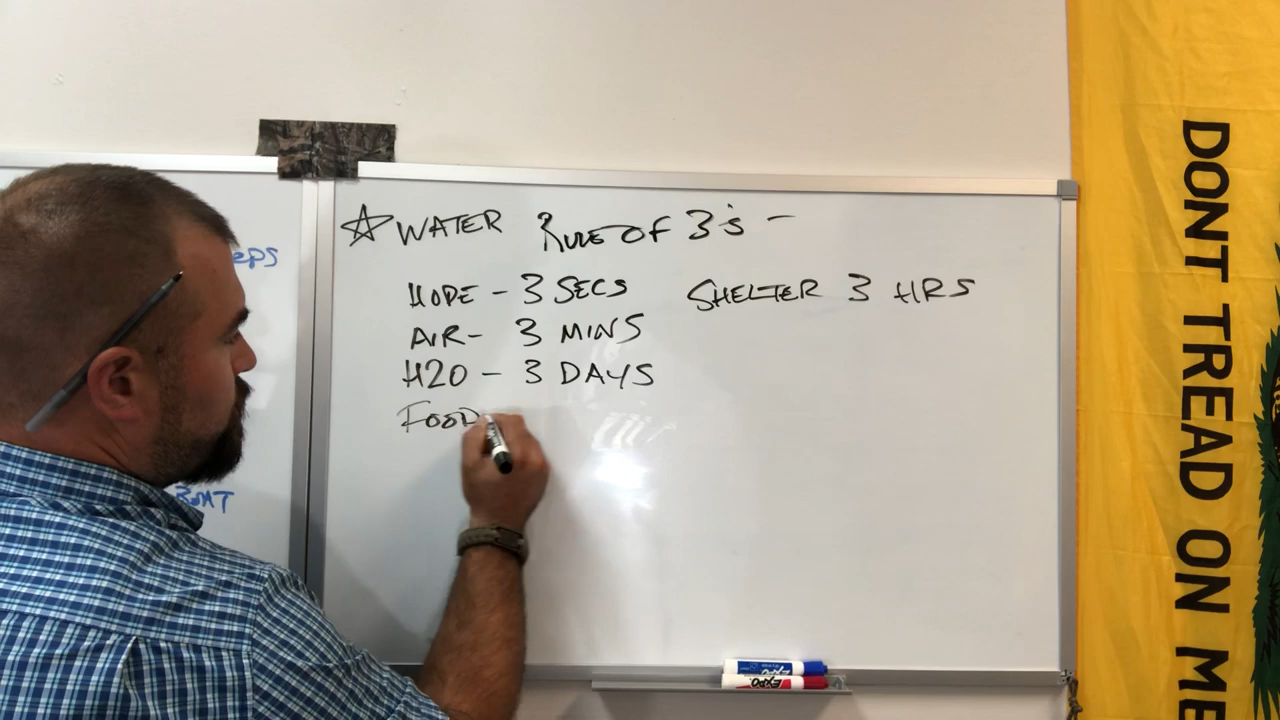 ☆ WATER RULE OF 3's -
HOPE - 3 SECS SHELTER 3 HRS
AIR - 3 MINS
H2O - 3 DAYS
FOOD
EXPO
DONT TREAD ON ME